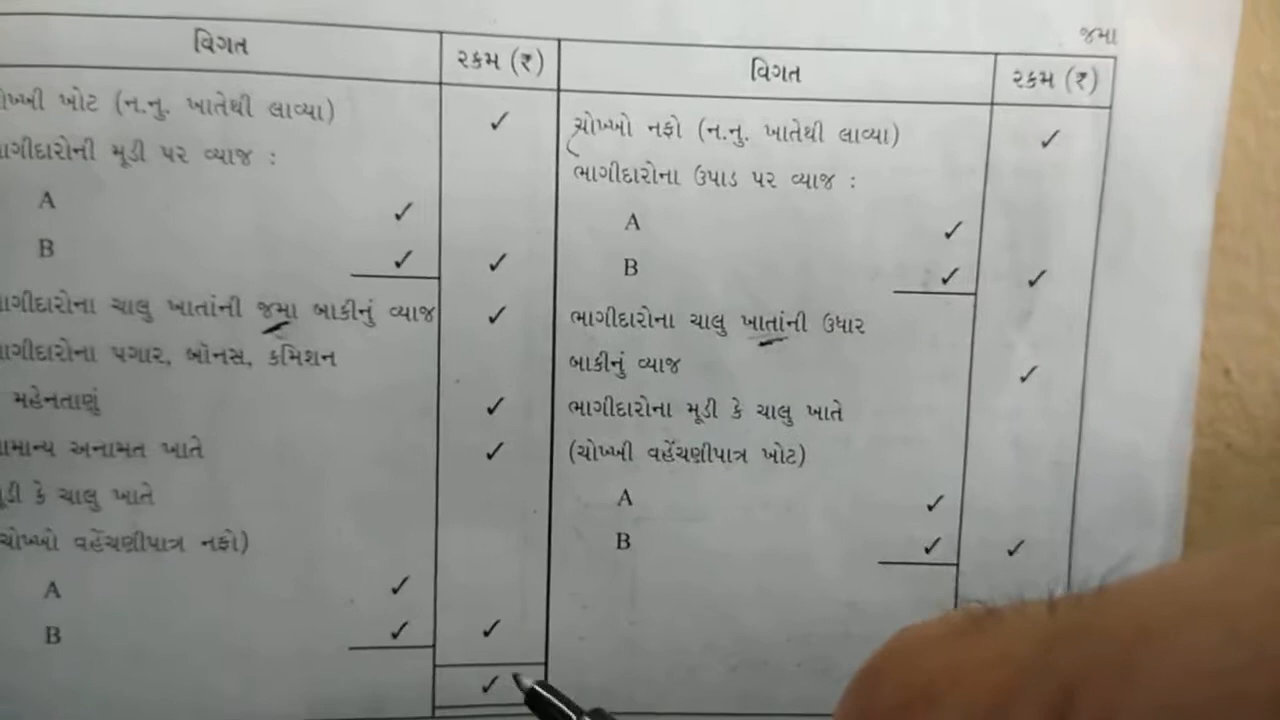 જમા
વિગત
રકમ (₹)
ખોટ (ન.નુ. ખાતેથી લાવ્યા) ✓
મૂડી પર વ્યાજ :
A ✓
B ✓ ✓
ચાલુ ખાતાંની જમા બાકીનું વ્યાજ ✓
પગાર, બૉનસ, કમિશન
મહેનતાણું ✓
અનામત ખાતે ✓
કે ચાલુ ખાતે
વહેંચણીપાત્ર નફો)
A ✓
B ✓ ✓
✓
વિગત
રકમ (₹)
ચોખ્ખો નફો (ન.નુ. ખાતેથી લાવ્યા) ✓
ભાગીદારોના ઉપાડ પર વ્યાજ :
A ✓
B ✓ ✓
ભાગીદારોના ચાલુ ખાતાંની ઉધાર
બાકીનું વ્યાજ ✓
ભાગીદારોના મૂડી કે ચાલુ ખાતે
(ચોખ્ખી વહેંચણીપાત્ર ખોટ)
A ✓
B ✓ ✓